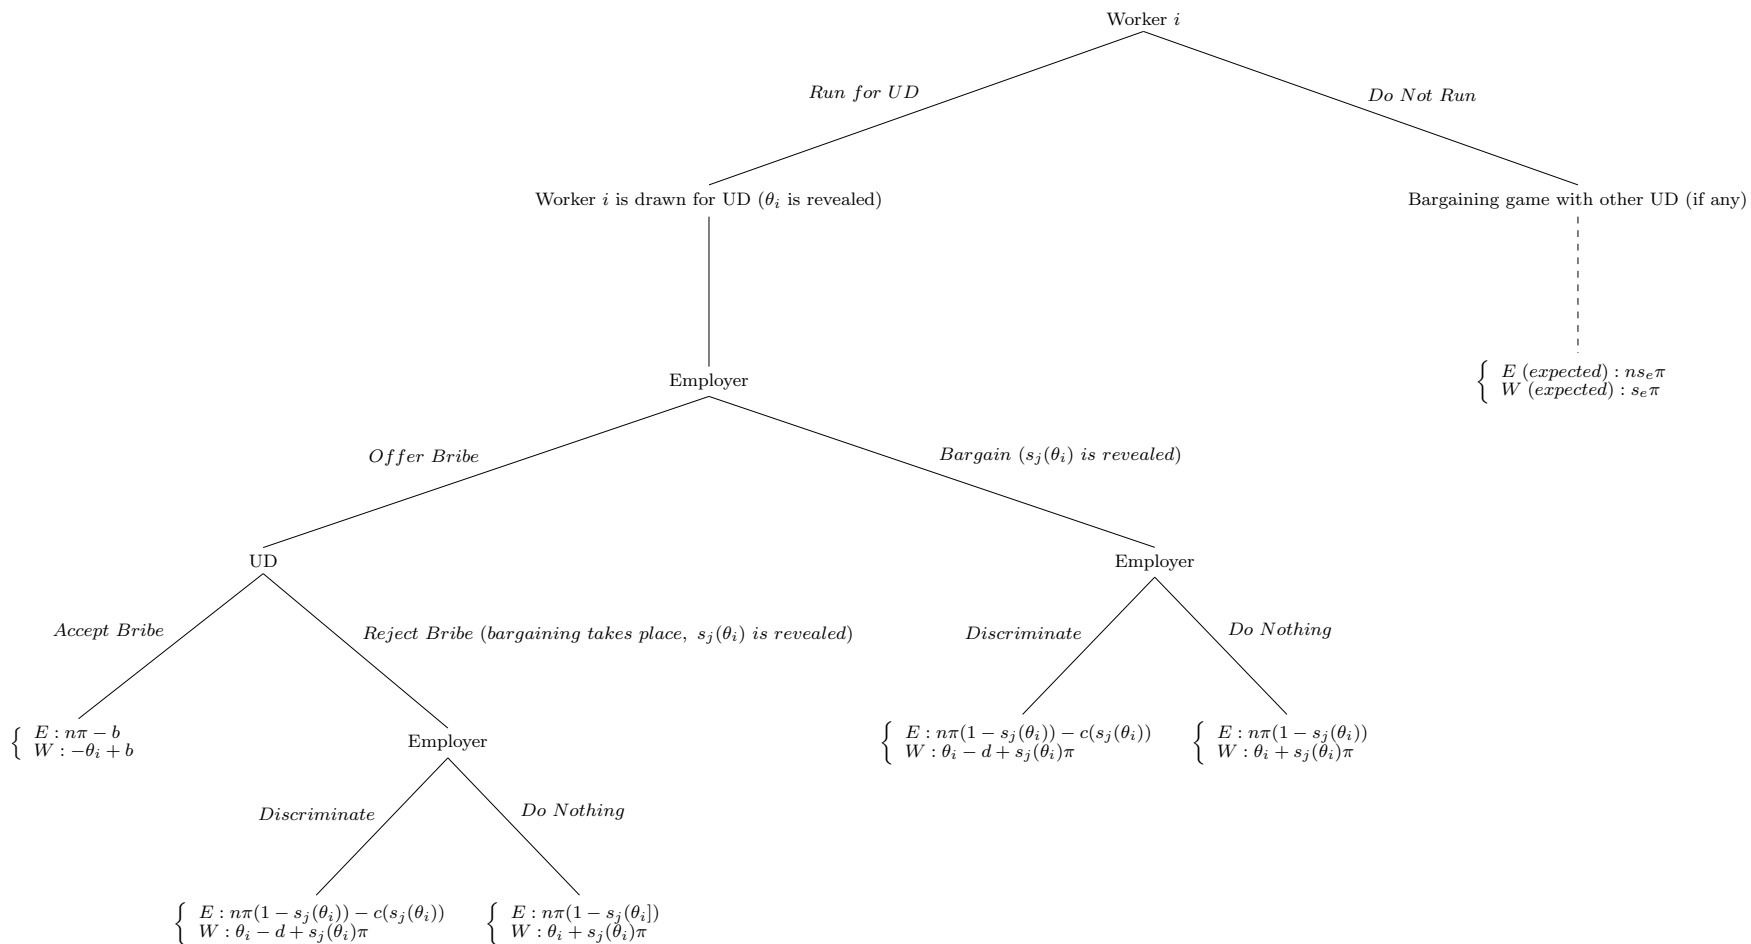 Worker i
Run for UD
Do Not Run
Worker i is drawn for UD (θ_i is revealed)
Bargaining game with other UD (if any)
Employer
{ E (expected) : ns_eπ
W (expected) : s_eπ
Offer Bribe
Bargain (s_j(θ_i) is revealed)
UD
Employer
Accept Bribe
Reject Bribe (bargaining takes place, s_j(θ_i) is revealed)
Discriminate
Do Nothing
{ E : nπ − b
W : −θ_i + b
Employer
{ E : nπ(1 − s_j(θ_i)) − c(s_j(θ_i))
W : θ_i − d + s_j(θ_i)π
{ E : nπ(1 − s_j(θ_i))
W : θ_i + s_j(θ_i)π
Discriminate
Do Nothing
{ E : nπ(1 − s_j(θ_i)) − c(s_j(θ_i))
W : θ_i − d + s_j(θ_i)π
{ E : nπ(1 − s_j(θ_i])
W : θ_i + s_j(θ_i)π